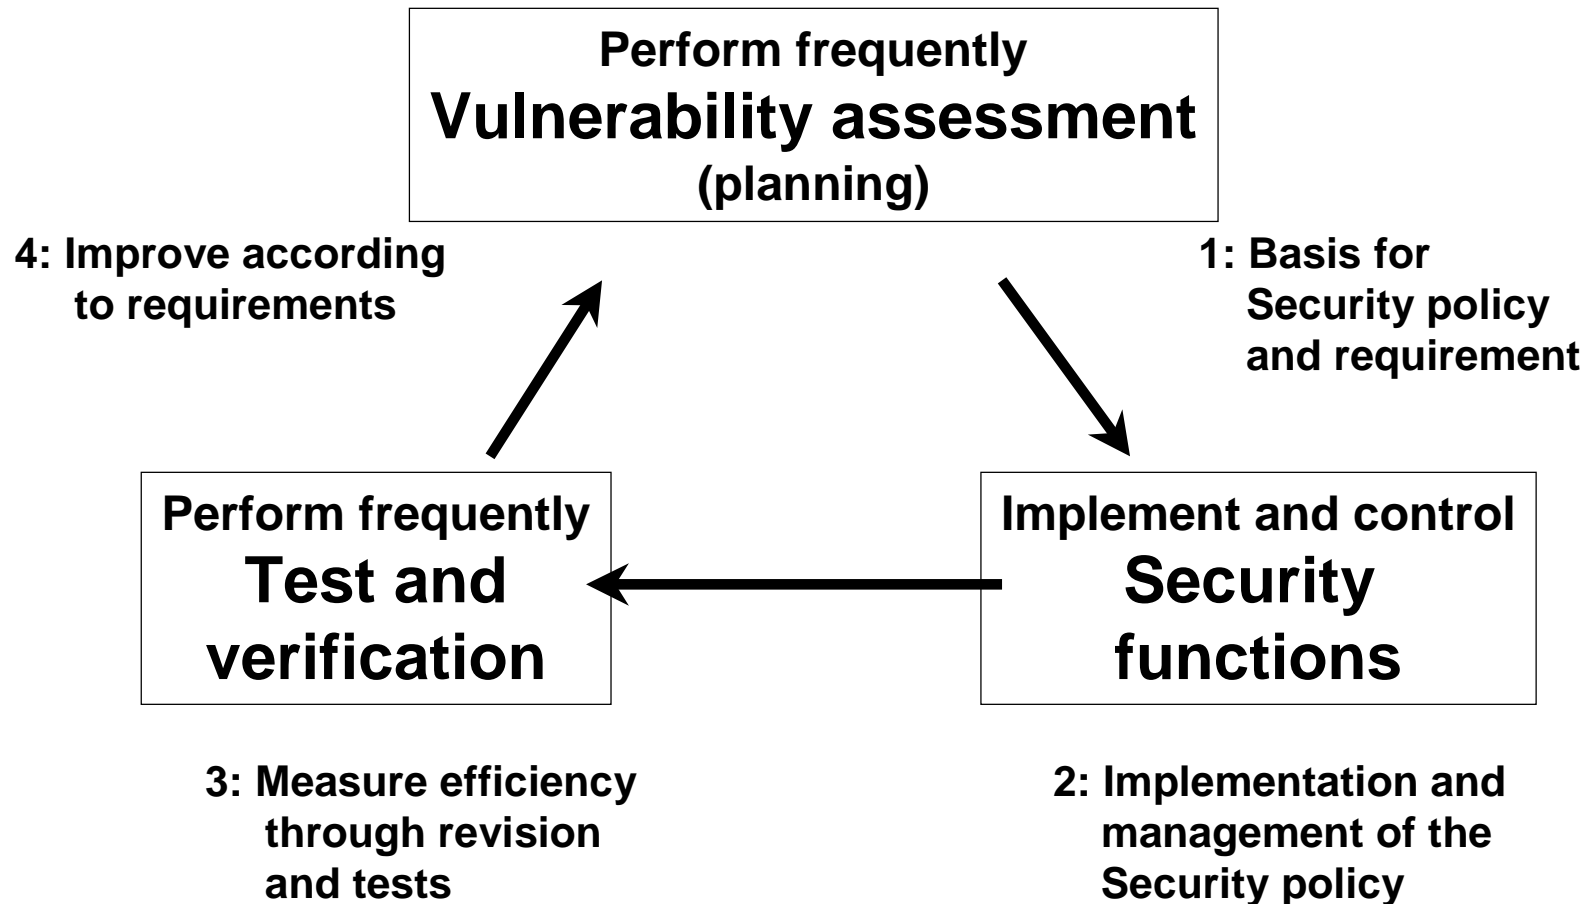 Perform frequently
Vulnerability assessment
(planning)
4: Improve according
to requirements
1: Basis for
Security policy
and requirement
Perform frequently
Test and
verification
Implement and control
Security
functions
3: Measure efficiency
through revision
and tests
2: Implementation and
management of the
Security policy